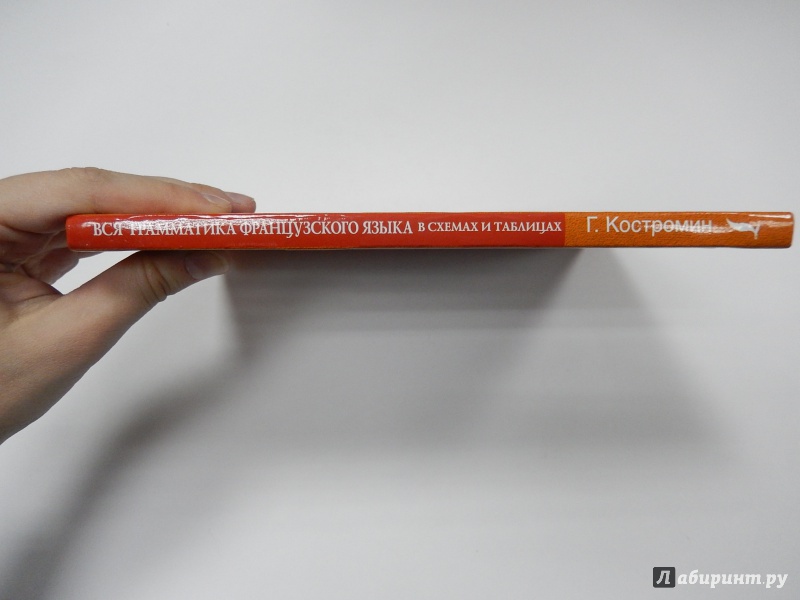 ВСЯ ГРАММАТИКА ФРАНЦУЗСКОГО ЯЗЫКА В СХЕМАХ И ТАБЛИЦАХ Г. Костромин
Лабиринт.ру